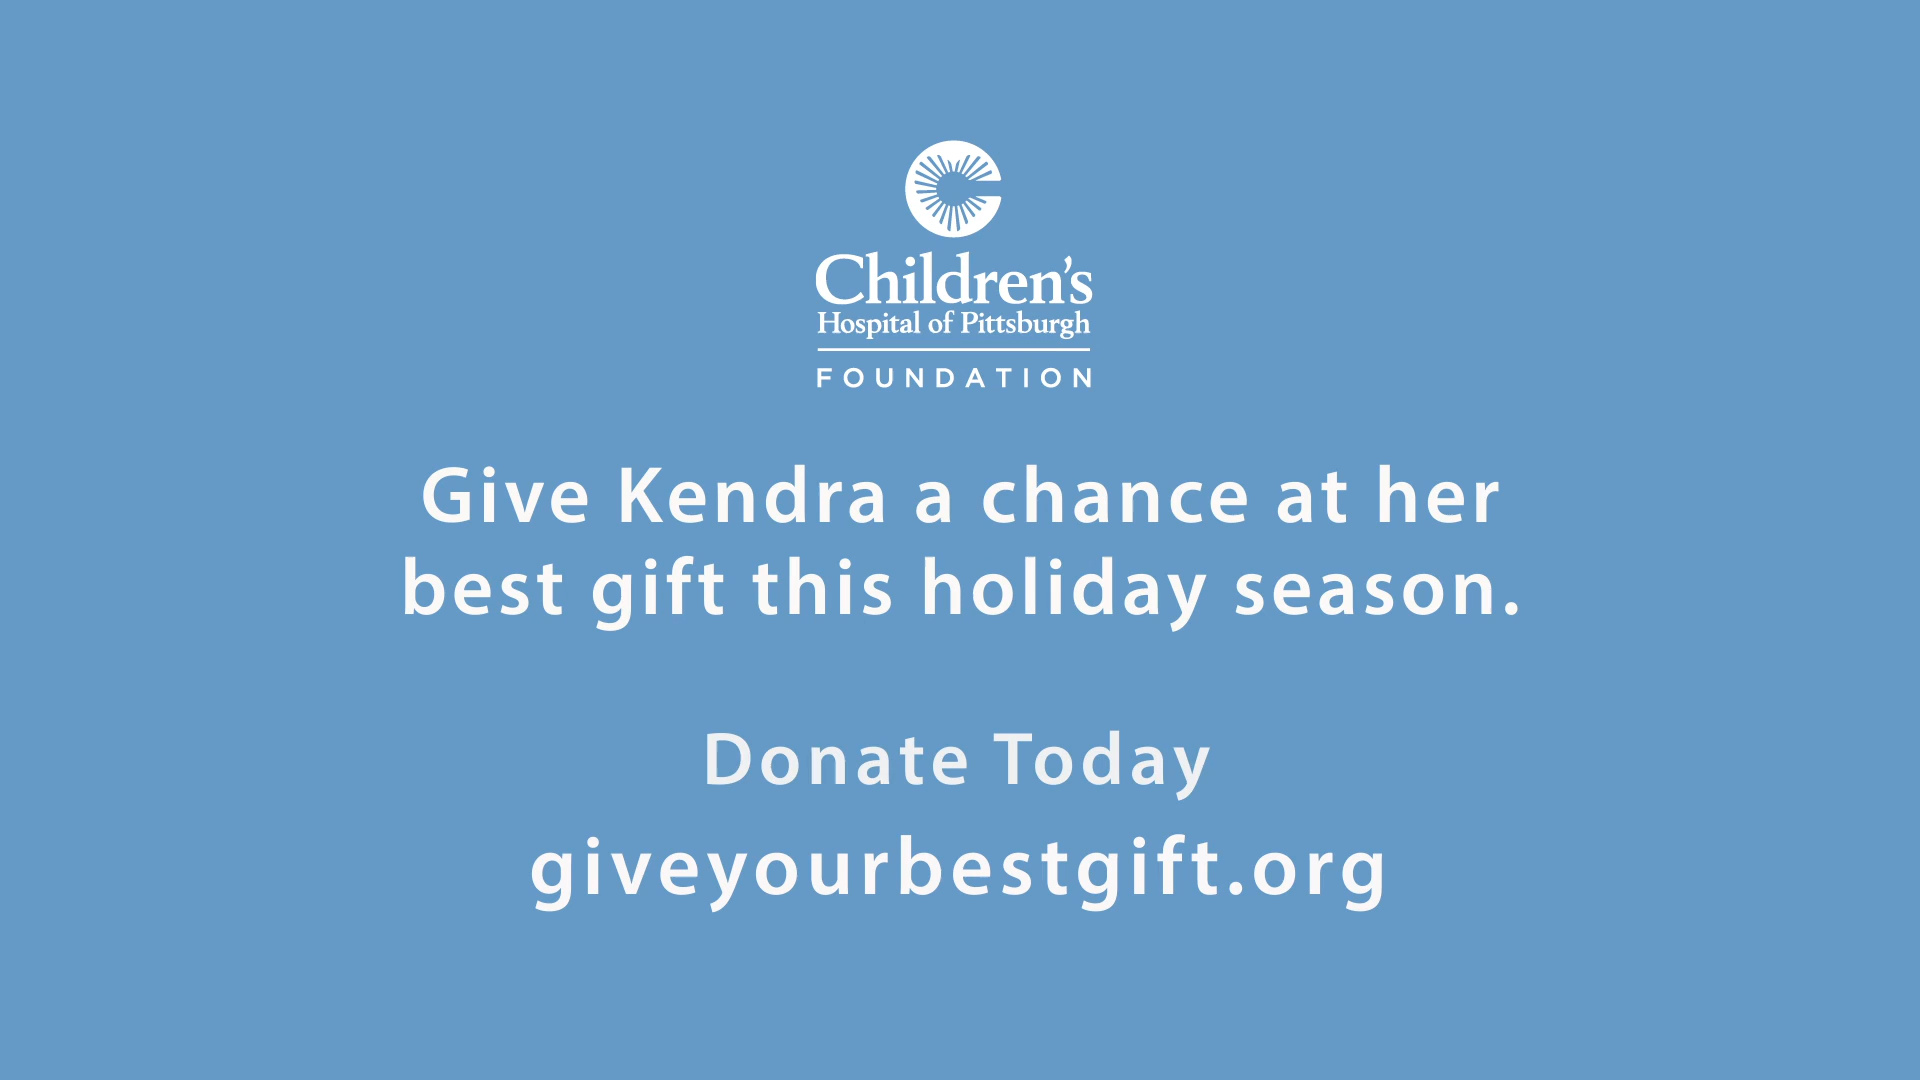 Children's
Hospital of Pittsburgh
FOUNDATION
Give Kendra a chance at her
best gift this holiday season.
Donate Today
giveyourbestgift.org